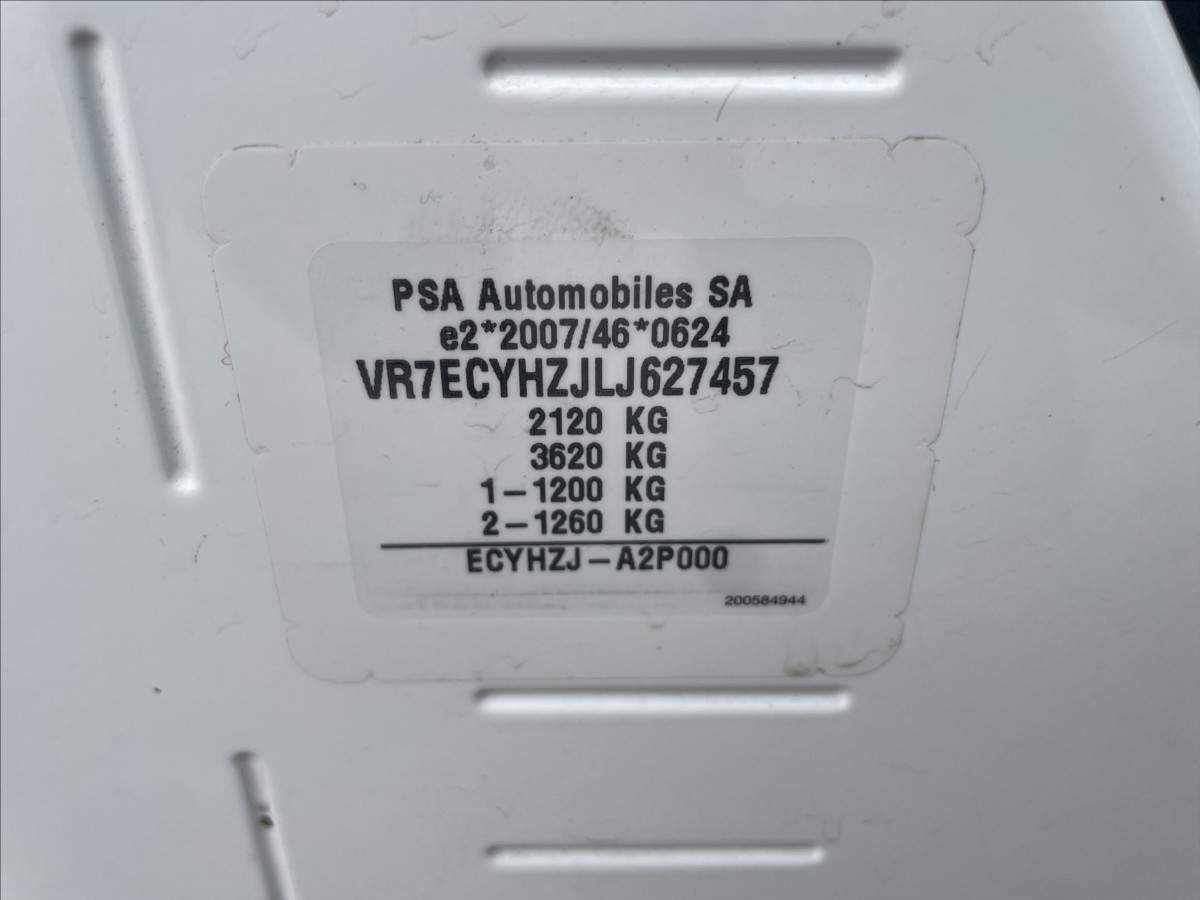 PSA Automobiles SA
e2*2007/46*0624
VR7ECYHZJLJ627457
2120 KG
3620 KG
1-1200 KG
2-1260 KG
ECYHZJ-A2P000
200584944